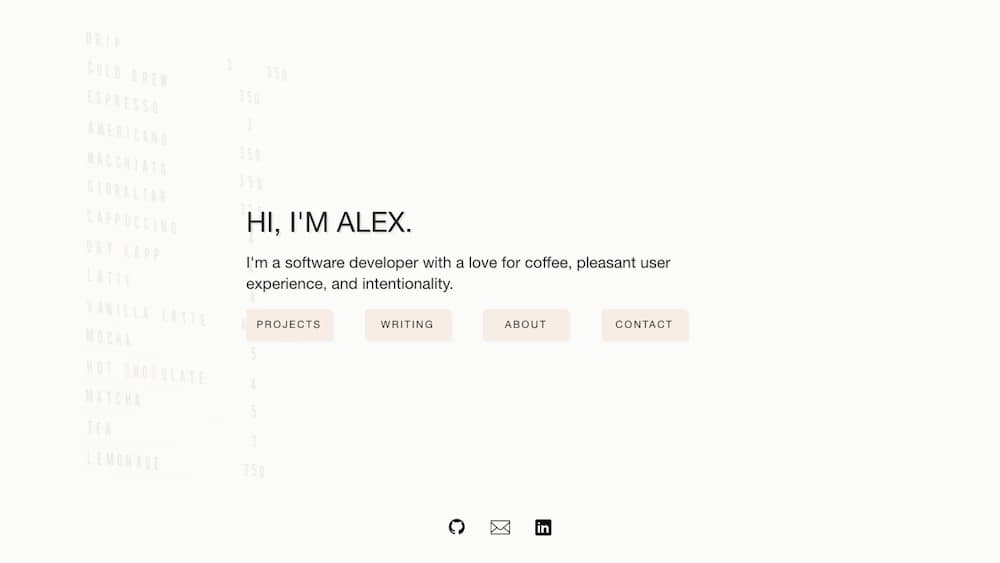 DRIP
COLD BREW 3 350
ESPRESSO 350
AMERICANO 3
MACCHIATO 350
GIBRALTAR 350
CAPPUCCINO
HI, I'M ALEX.
DRY CAPP
I'm a software developer with a love for coffee, pleasant user
LATTE
experience, and intentionality.
VANILLA LATTE
PROJECTS WRITING ABOUT CONTACT
MOCHA 5
HOT CHOCOLATE 4
MATCHA 5
TEA 3
LEMONADE 350
in